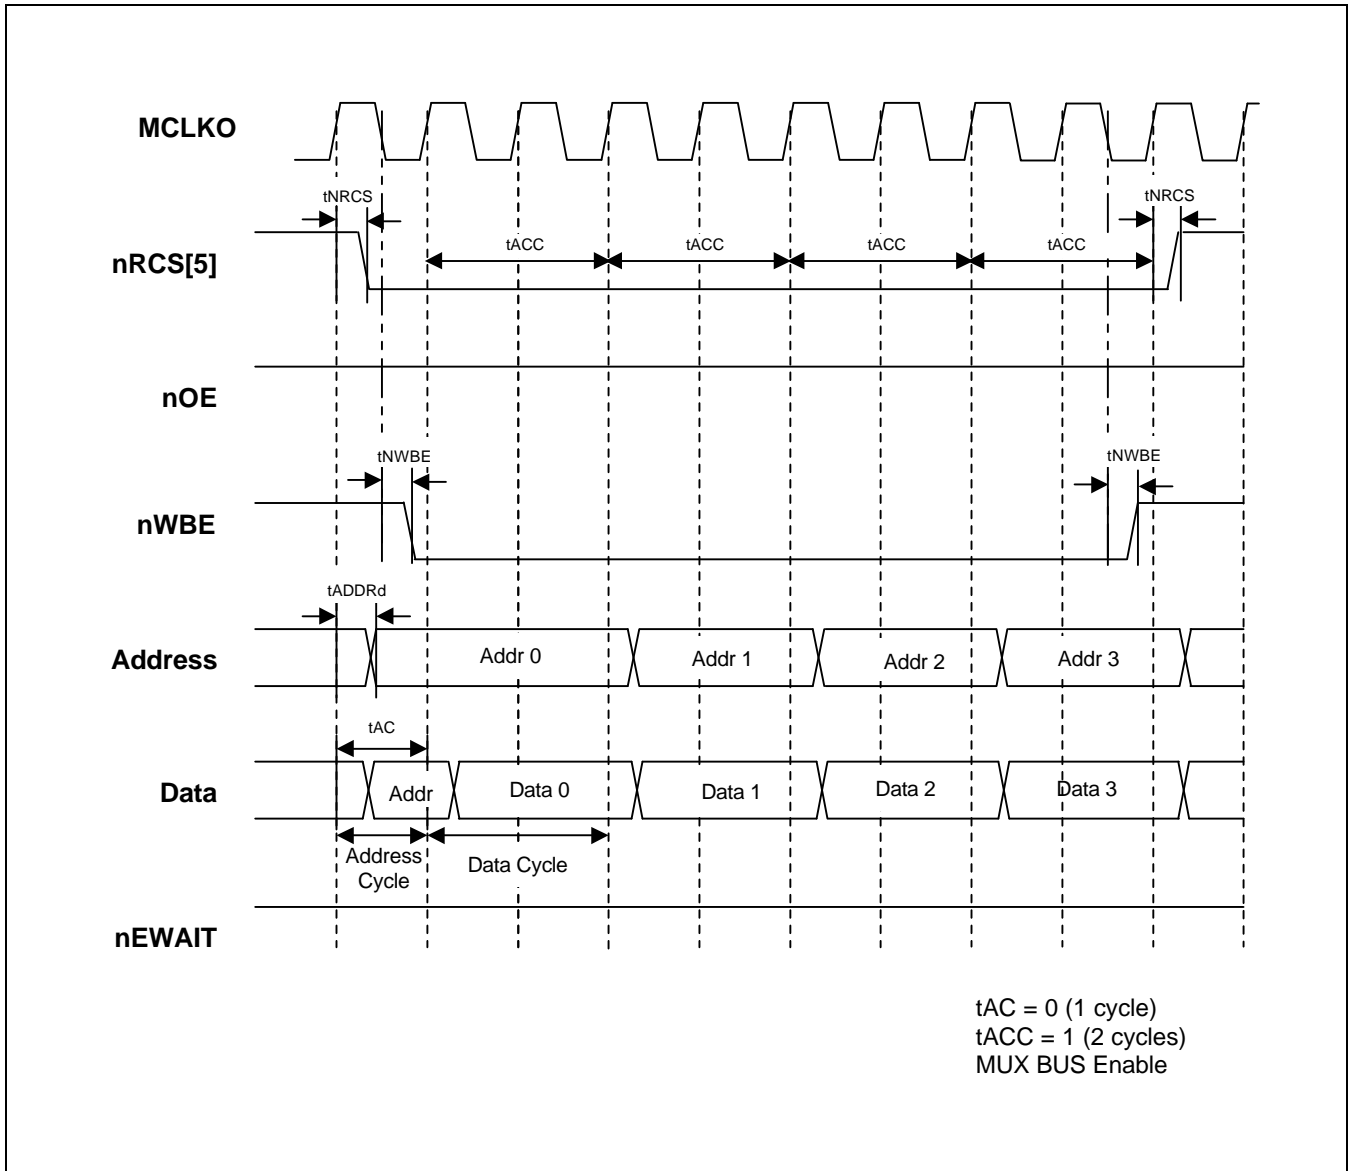 MCLKO
tNRCS
tNRCS
nRCS[5]
tACC
tACC
tACC
tACC
nOE
tNWBE
tNWBE
nWBE
tADDRd
Address
Addr 0
Addr 1
Addr 2
Addr 3
tAC
Data
Addr
Data 0
Data 1
Data 2
Data 3
Address
Cycle
Data Cycle
nEWAIT
tAC = 0 (1 cycle)
tACC = 1 (2 cycles)
MUX BUS Enable